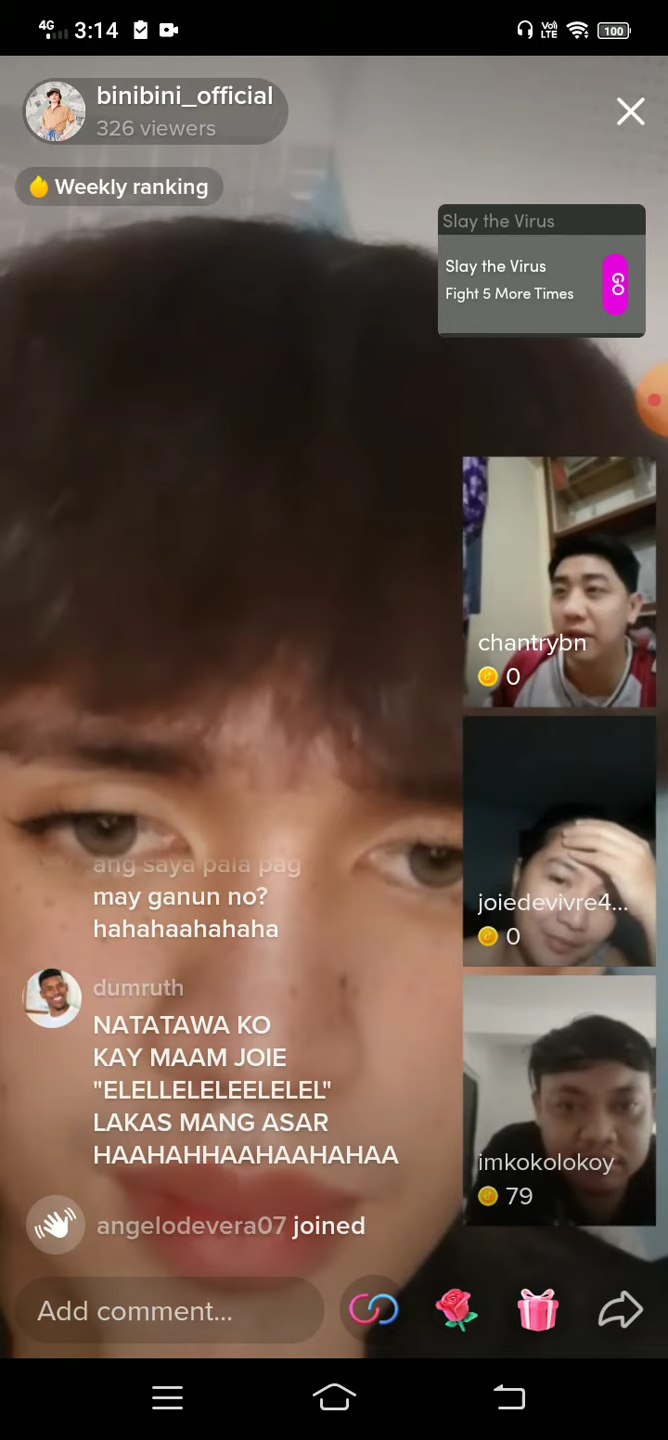 4G 3:14 Vo) LTE 100
binibini_official
326 viewers
Weekly ranking
Slay the Virus
Slay the Virus
Fight 5 More Times
GO
chantrybn
0
joiedevivre4...
0
imkokolokoy
79
ang saya pala pag
may ganun no?
hahahaahahaha
dumruth
NATATAWA KO
KAY MAAM JOIE
"ELELLELELEELELEL"
LAKAS MANG ASAR
HAAHAHHAAHAAHAHAA
angelodevera07 joined
Add comment...